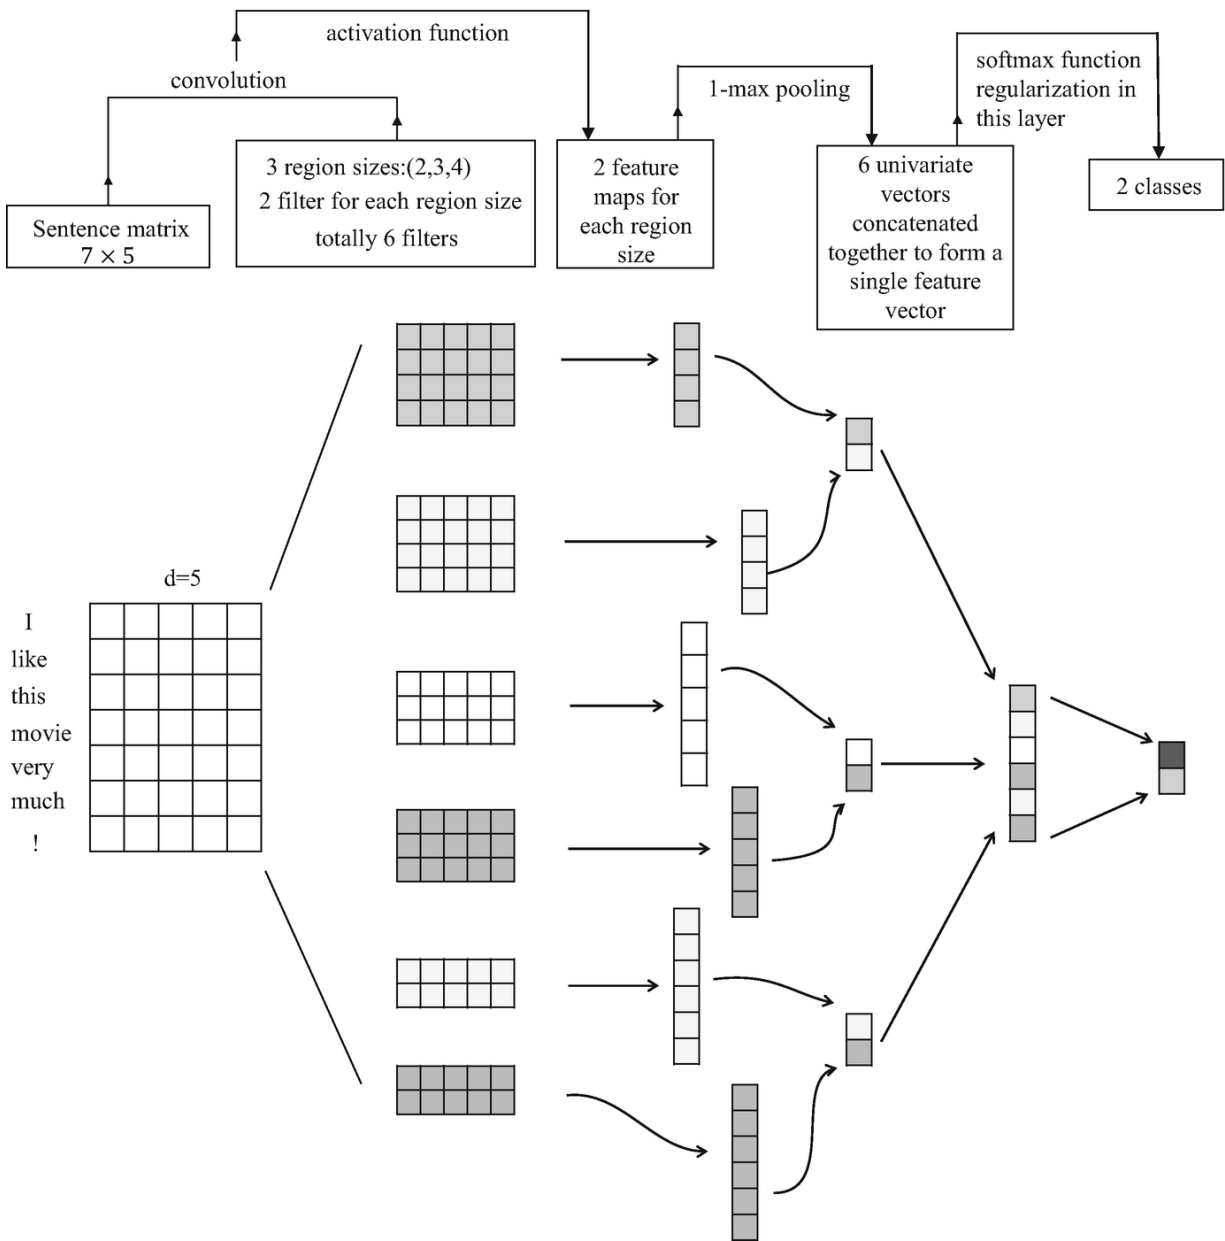 activation function
convolution
1-max pooling
softmax function
regularization in
this layer
Sentence matrix
7 × 5
3 region sizes:(2,3,4)
2 filter for each region size
totally 6 filters
2 feature
maps for
each region
size
6 univariate
vectors
concatenated
together to form a
single feature
vector
2 classes
d=5
I
like
this
movie
very
much
!